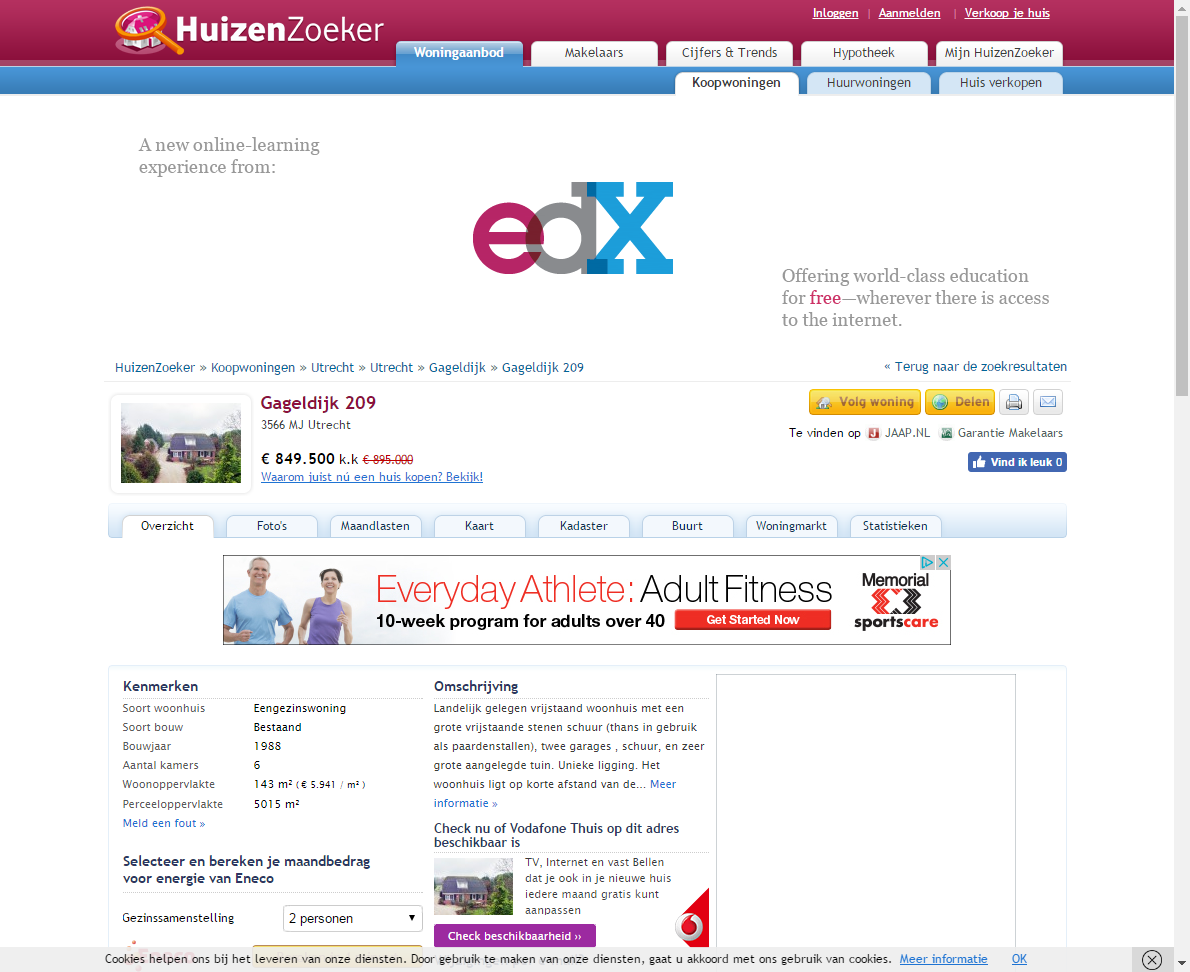 HuizenZoeker
Inloggen | Aanmelden | Verkoop je huis
Woningaanbod Makelaars Cijfers & Trends Hypotheek Mijn HuizenZoeker
Koopwoningen Huurwoningen Huis verkopen
A new online-learning
experience from:
edX
Offering world-class education
for free—wherever there is access
to the internet.
HuizenZoeker » Koopwoningen » Utrecht » Utrecht » Gageldijk » Gageldijk 209
« Terug naar de zoekresultaten
Gageldijk 209
3566 MJ Utrecht
€ 849.500 k.k € 895.000
Waarom juist nú een huis kopen? Bekijk!
Volg woning Delen
Te vinden op JAAP.NL Garantie Makelaars
Vind ik leuk 0
Overzicht Foto's Maandlasten Kaart Kadaster Buurt Woningmarkt Statistieken
Everyday Athlete: Adult Fitness
10-week program for adults over 40 Get Started Now
Memorial
sportscare
Kenmerken
Soort woonhuis Eengezinswoning
Soort bouw Bestaand
Bouwjaar 1988
Aantal kamers 6
Woonoppervlakte 143 m² ( € 5.941 / m² )
Perceeloppervlakte 5015 m²
Meld een fout »
Selecteer en bereken je maandbedrag
voor energie van Eneco
Gezinssamenstelling 2 personen
Omschrijving
Landelijk gelegen vrijstaand woonhuis met een
grote vrijstaande stenen schuur (thans in gebruik
als paardenstallen), twee garages , schuur, en zeer
grote aangelegde tuin. Unieke ligging. Het
woonhuis ligt op korte afstand van de... Meer
informatie »
Check nu of Vodafone Thuis op dit adres
beschikbaar is
TV, Internet en vast Bellen
dat je ook in je nieuwe huis
iedere maand gratis kunt
aanpassen
Check beschikbaarheid ››
Cookies helpen ons bij het leveren van onze diensten. Door gebruik te maken van onze diensten, gaat u akkoord met ons gebruik van cookies. Meer informatie OK